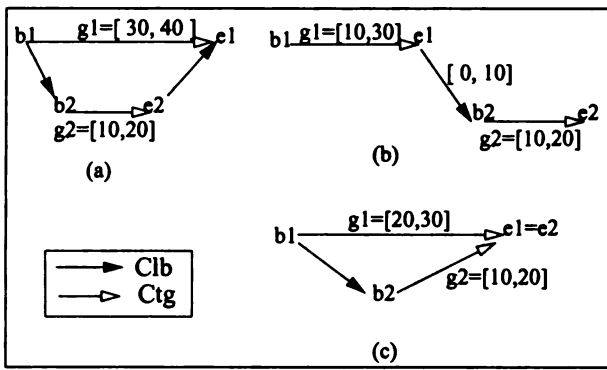 b1 g1=[ 30, 40 ] e1
b2 e2
g2=[10,20]
(a)
b1 g1=[10,30] e1
[ 0, 10]
b2 e2
g2=[10,20]
(b)
b1 g1=[20,30] e1=e2
b2 g2=[10,20]
(c)
Clb
Ctg